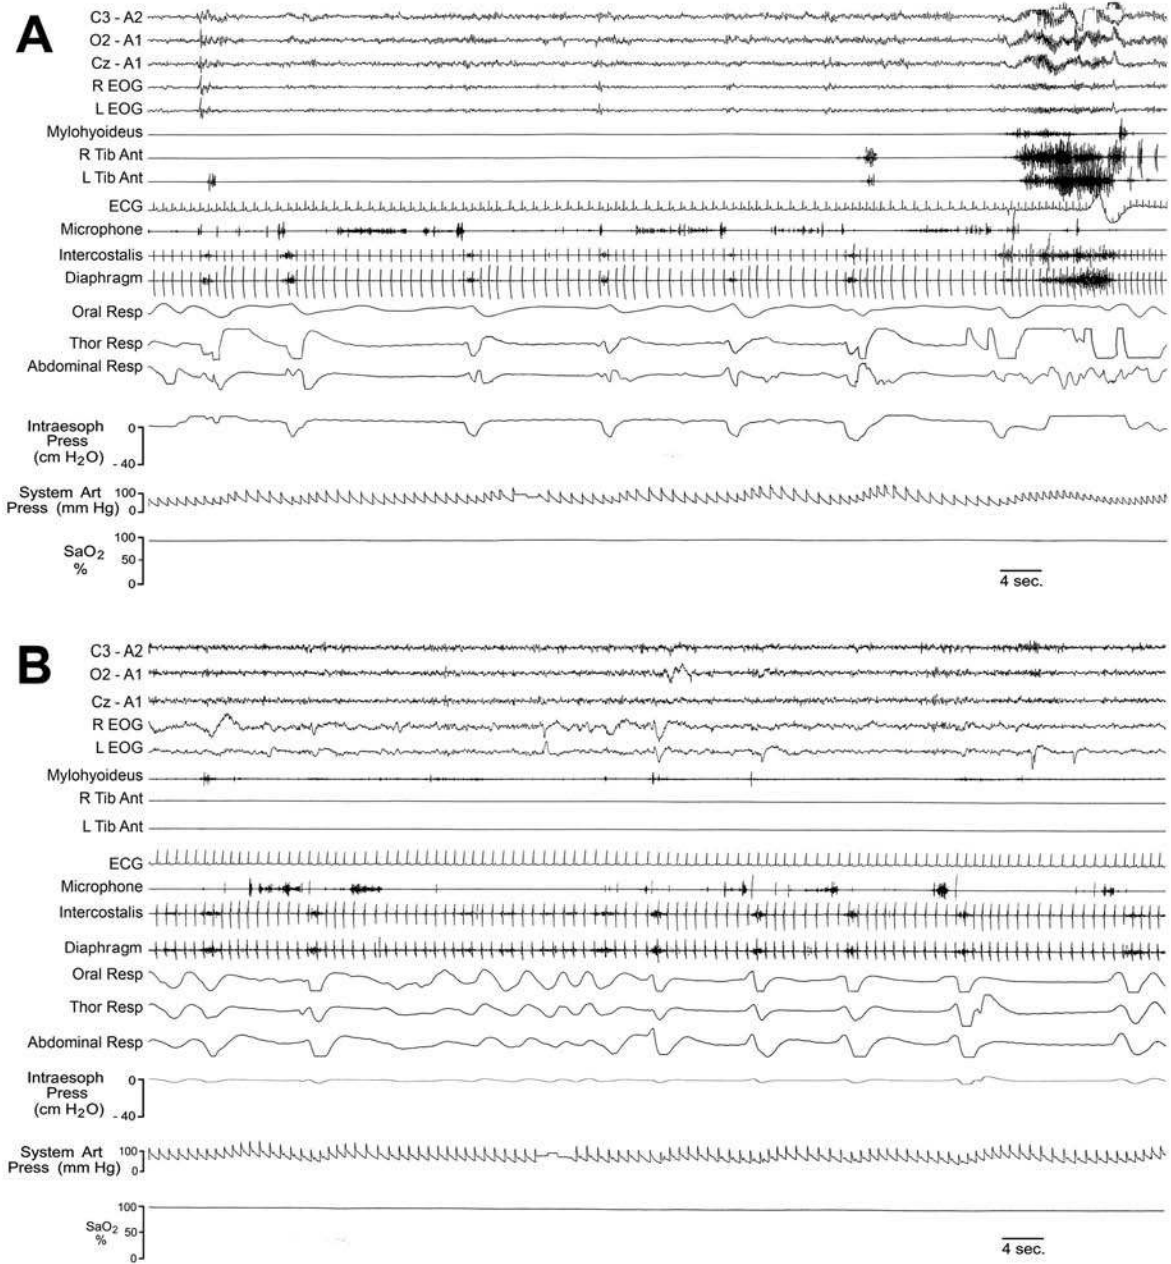 A
C3 - A2
O2 - A1
Cz - A1
R EOG
L EOG
Mylohyoideus
R Tib Ant
L Tib Ant
ECG
Microphone
Intercostalis
Diaphragm
Oral Resp
Thor Resp
Abdominal Resp
Intraesoph
Press
(cm H2O)
0
- 40
System Art
Press (mm Hg)
100
0
SaO2
%
100
50
0
4 sec.
B
C3 - A2
O2 - A1
Cz - A1
R EOG
L EOG
Mylohyoideus
R Tib Ant
L Tib Ant
ECG
Microphone
Intercostalis
Diaphragm
Oral Resp
Thor Resp
Abdominal Resp
Intraesoph
Press
(cm H2O)
0
- 40
System Art
Press (mm Hg)
100
0
SaO2
%
100
50
0
4 sec.